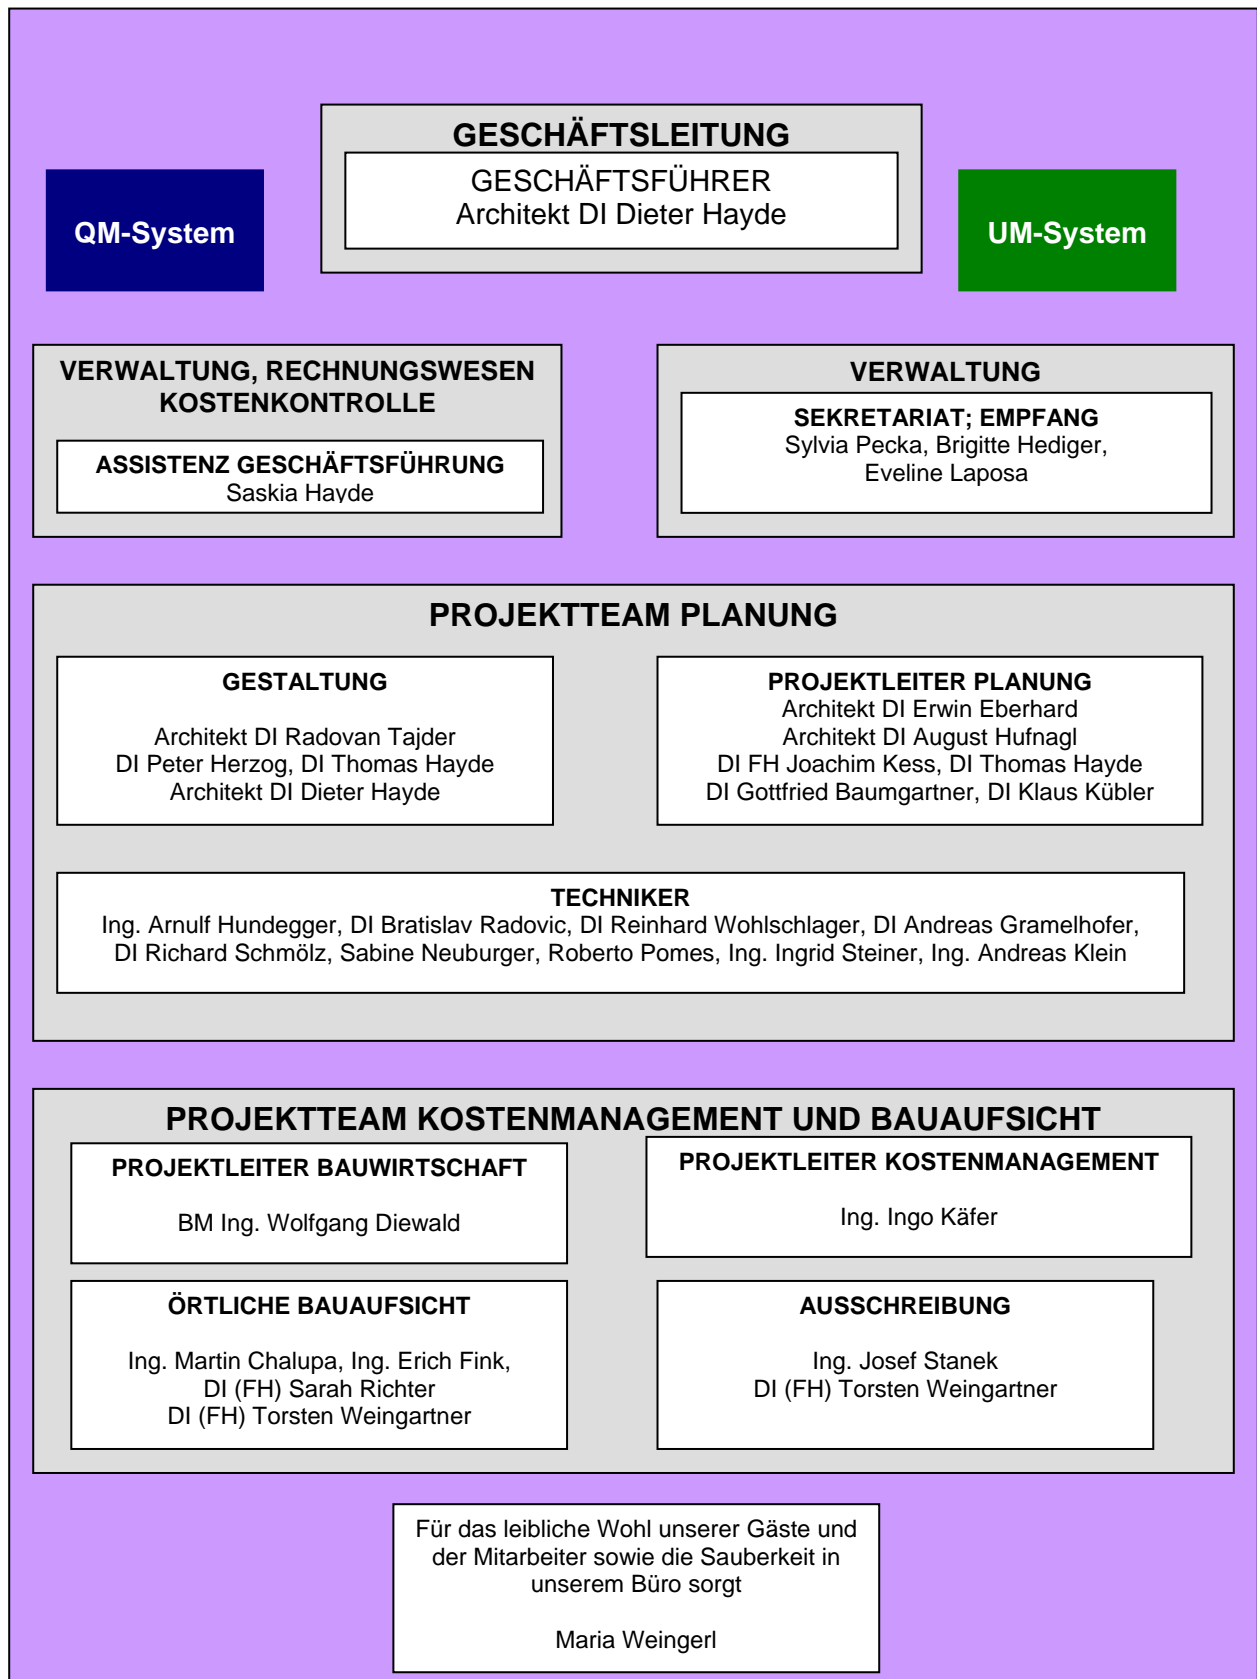 GESCHÄFTSLEITUNG
GESCHÄFTSFÜHRER
Architekt DI Dieter Hayde
QM-System
UM-System
VERWALTUNG, RECHNUNGSWESEN
KOSTENKONTROLLE
ASSISTENZ GESCHÄFTSFÜHRUNG
Saskia Hayde
VERWALTUNG
SEKRETARIAT; EMPFANG
Sylvia Pecka, Brigitte Hediger,
Eveline Laposa
PROJEKTTEAM PLANUNG
GESTALTUNG
Architekt DI Radovan Tajder
DI Peter Herzog, DI Thomas Hayde
Architekt DI Dieter Hayde
PROJEKTLEITER PLANUNG
Architekt DI Erwin Eberhard
Architekt DI August Hufnagl
DI FH Joachim Kess, DI Thomas Hayde
DI Gottfried Baumgartner, DI Klaus Kübler
TECHNIKER
Ing. Arnulf Hundegger, DI Bratislav Radovic, DI Reinhard Wohlschlager, DI Andreas Gramelhofer,
DI Richard Schmölz, Sabine Neuburger, Roberto Pomes, Ing. Ingrid Steiner, Ing. Andreas Klein
PROJEKTTEAM KOSTENMANAGEMENT UND BAUAUFSICHT
PROJEKTLEITER BAUWIRTSCHAFT
BM Ing. Wolfgang Diewald
PROJEKTLEITER KOSTENMANAGEMENT
Ing. Ingo Käfer
ÖRTLICHE BAUAUFSICHT
Ing. Martin Chalupa, Ing. Erich Fink,
DI (FH) Sarah Richter
DI (FH) Torsten Weingartner
AUSSCHREIBUNG
Ing. Josef Stanek
DI (FH) Torsten Weingartner
Für das leibliche Wohl unserer Gäste und
der Mitarbeiter sowie die Sauberkeit in
unserem Büro sorgt
Maria Weingerl